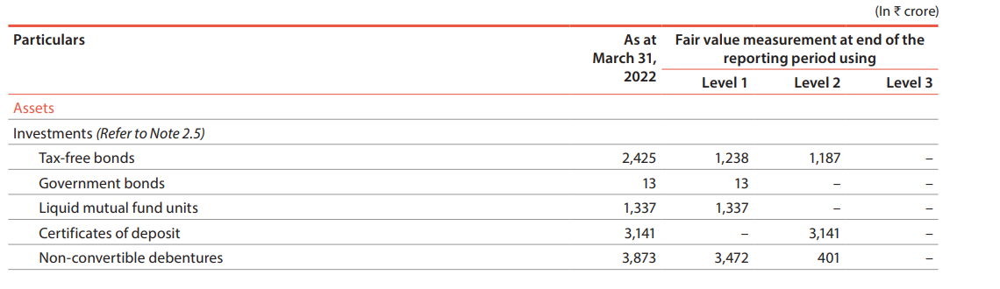 (In ₹ crore)
Particulars As at Fair value measurement at end of the
March 31, reporting period using
2022 Level 1 Level 2 Level 3
Assets
Investments (Refer to Note 2.5)
Tax-free bonds 2,425 1,238 1,187 –
Government bonds 13 13 – –
Liquid mutual fund units 1,337 1,337 – –
Certificates of deposit 3,141 – 3,141 –
Non-convertible debentures 3,873 3,472 401 –